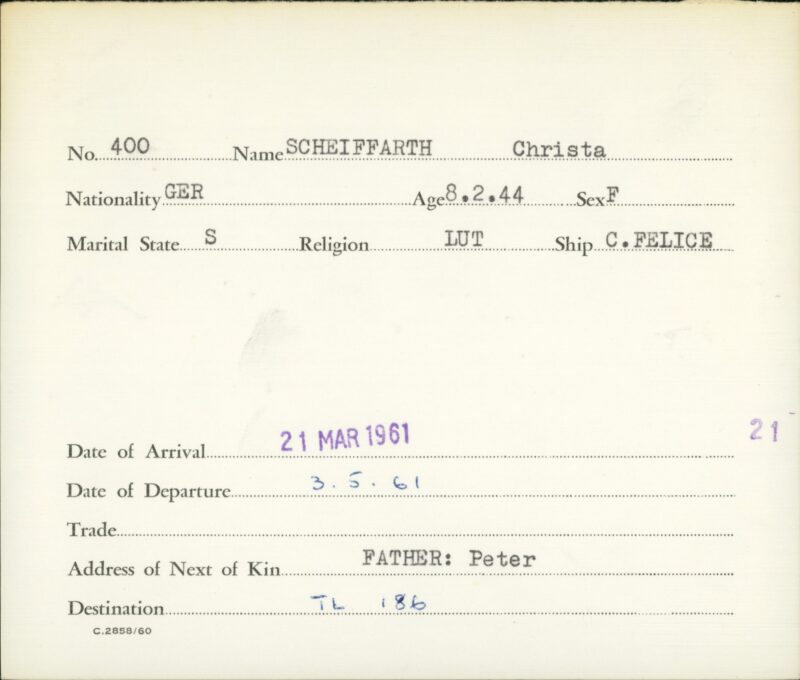 No. 400 Name SCHEIFFARTH Christa
Nationality GER Age 8.2.44 Sex F
Marital State S Religion LUT Ship C.FELICE
Date of Arrival 21 MAR 1961 21
Date of Departure 3.5.61
Trade
Address of Next of Kin FATHER: Peter
Destination TL 186
C.2858/60